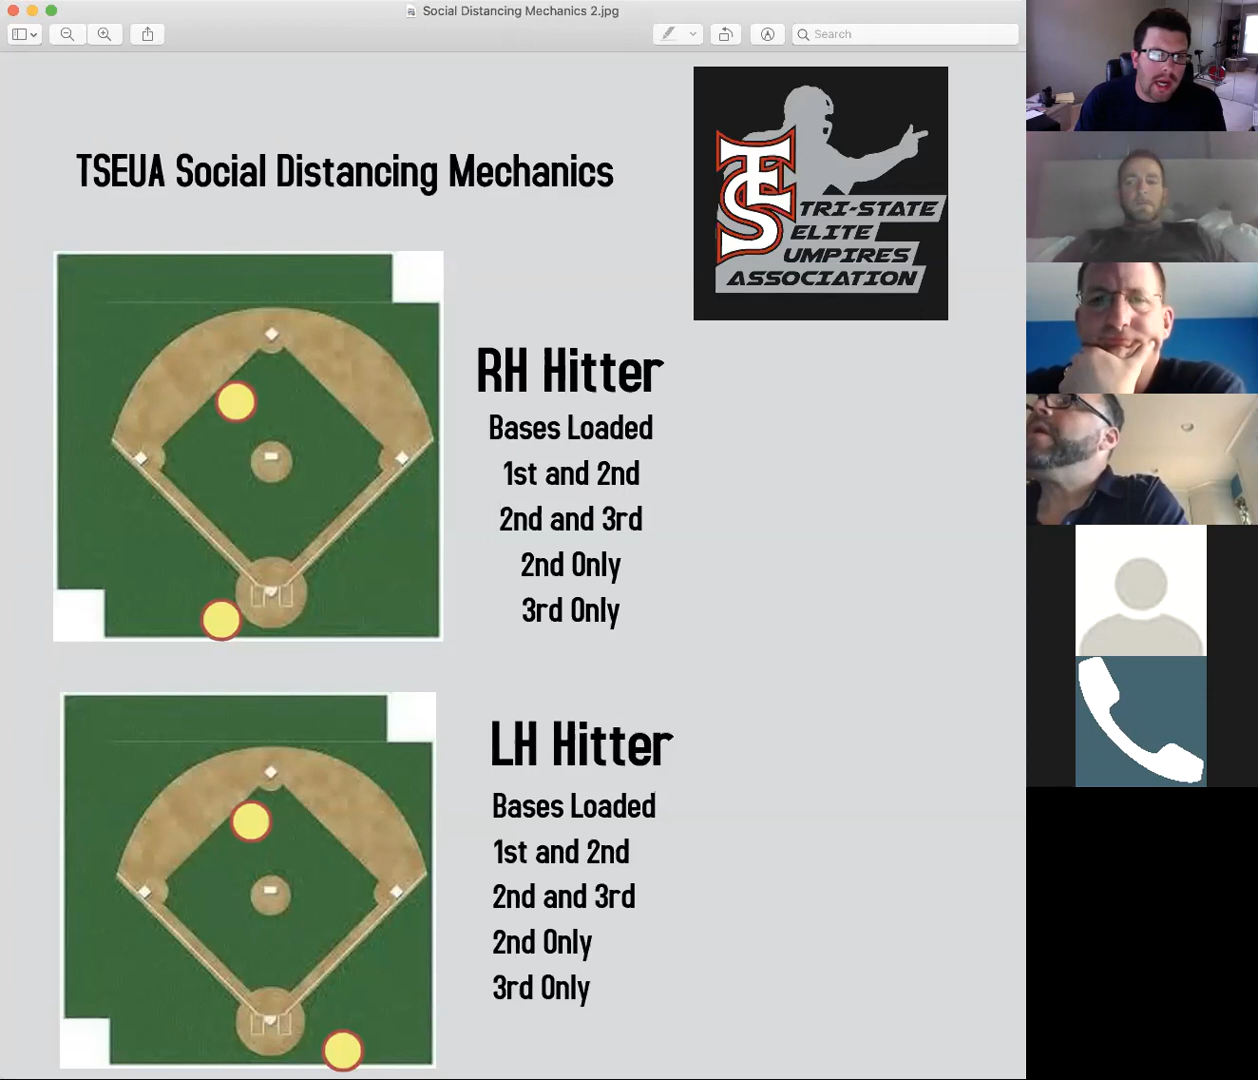 Social Distancing Mechanics 2.jpg
Search
TSEUA Social Distancing Mechanics
TES
TRI-STATE
ELITE
UMPIRES
ASSOCIATION
RH Hitter
Bases Loaded
1st and 2nd
2nd and 3rd
2nd Only
3rd Only
LH Hitter
Bases Loaded
1st and 2nd
2nd and 3rd
2nd Only
3rd Only